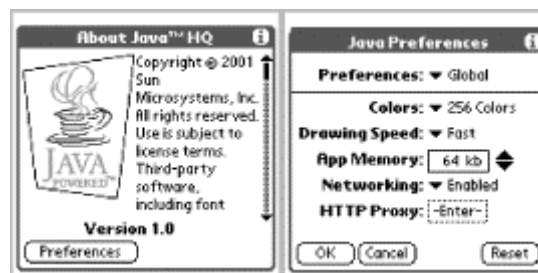 About Java™ HQ
i
Copyright © 2001
Sun
Microsystems, Inc.
All rights reserved.
Use is subject to
license terms.
Third-party
software,
including font
JAVA
POWERED
Version 1.0
Preferences
Java Preferences
i
Preferences: Global
Colors: 256 Colors
Drawing Speed: Fast
App Memory: 64 kb
Networking: Enabled
HTTP Proxy: -Enter-
OK Cancel Reset